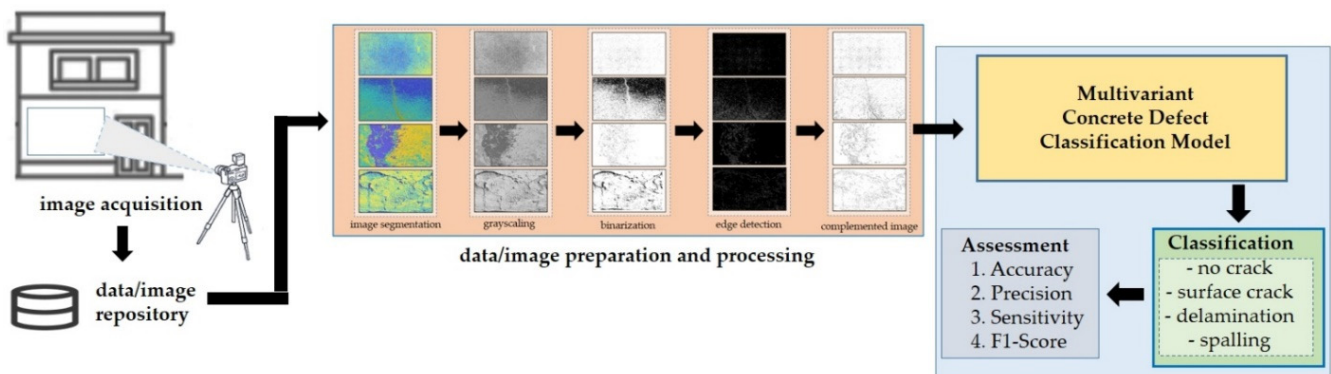 image acquisition
data/image
repository
image segmentation
grayscaling
binarization
edge detection
complemented image
data/image preparation and processing
Multivariant
Concrete Defect
Classification Model
Classification
- no crack
- surface crack
- delamination
- spalling
Assessment
1. Accuracy
2. Precision
3. Sensitivity
4. F1-Score